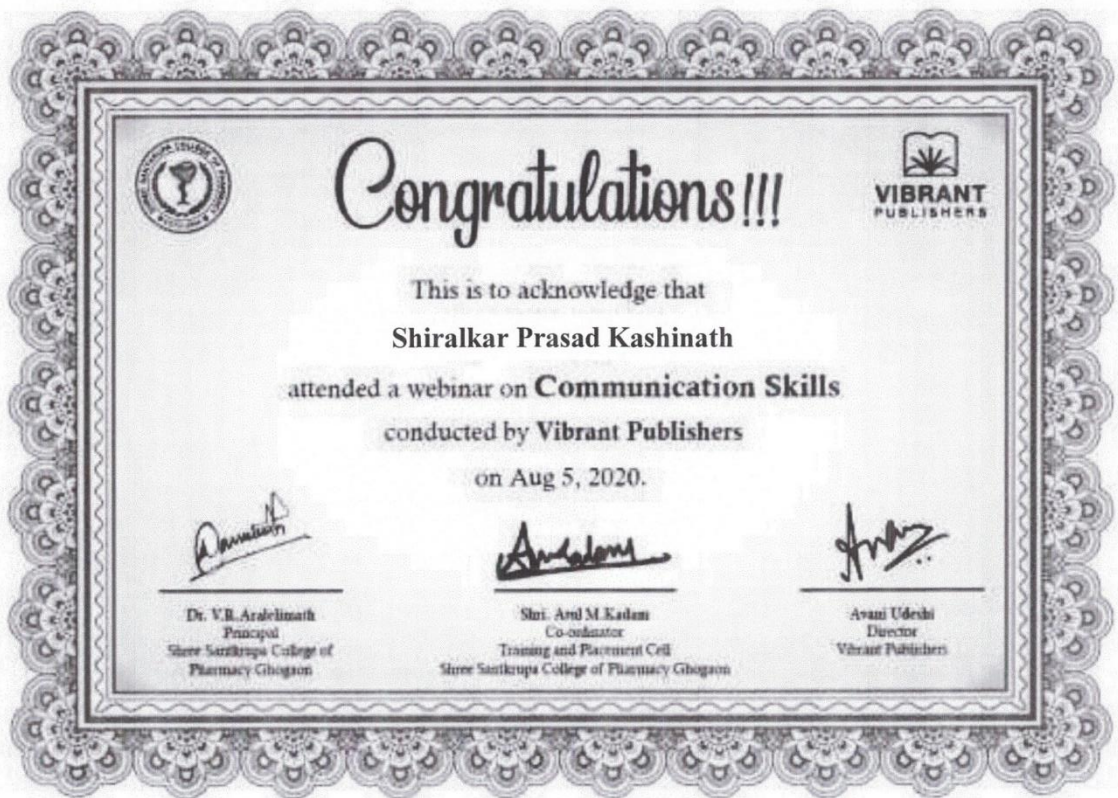 Congratulations!!!
VIBRANT
PUBLISHERS
This is to acknowledge that
Shiralkar Prasad Kashinath
attended a webinar on Communication Skills
conducted by Vibrant Publishers
on Aug 5, 2020.
Dr. V.R. Aralelimath
Principal
Shree Santkrupa College of
Pharmacy Ghogaon
Shri. Aml M. Kadam
Co-ordinator
Training and Placement Cell
Shree Santkrupa College of Pharmacy Ghogaon
Avani Udeshi
Director
Vibrant Publishers